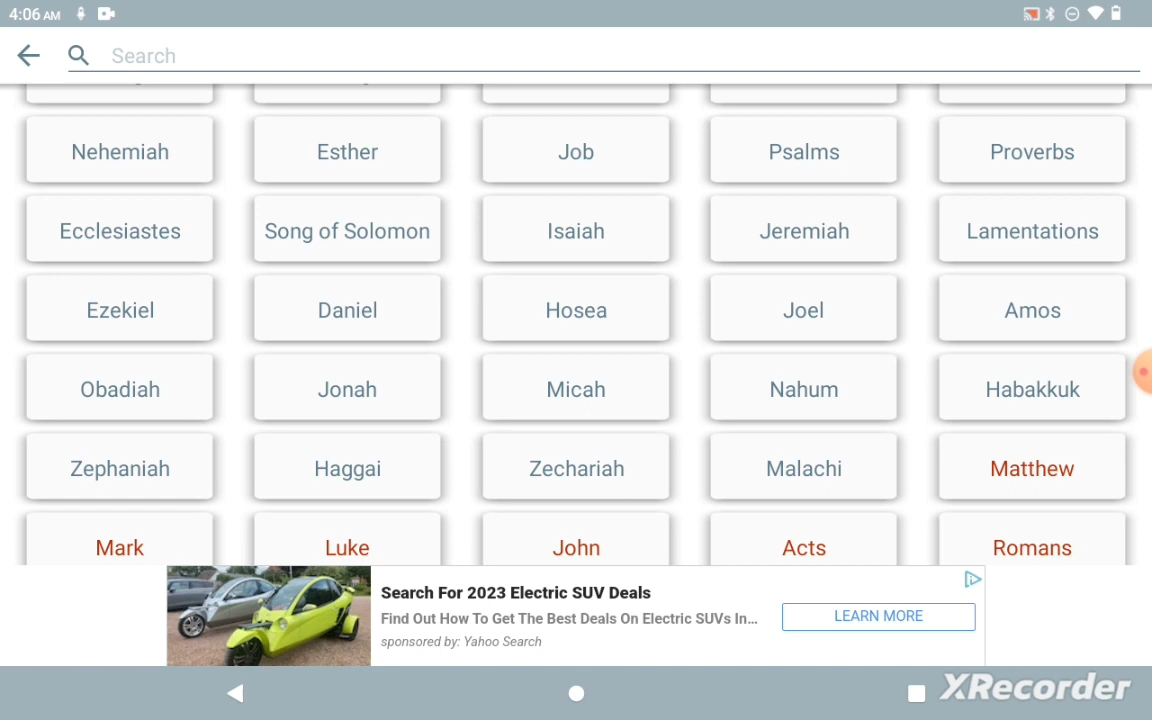 4:06 AM
Search
Nehemiah Esther Job Psalms Proverbs
Ecclesiastes Song of Solomon Isaiah Jeremiah Lamentations
Ezekiel Daniel Hosea Joel Amos
Obadiah Jonah Micah Nahum Habakkuk
Zephaniah Haggai Zechariah Malachi Matthew
Mark Luke John Acts Romans
Search For 2023 Electric SUV Deals
Find Out How To Get The Best Deals On Electric SUVs In...
sponsored by: Yahoo Search
LEARN MORE
XRecorder